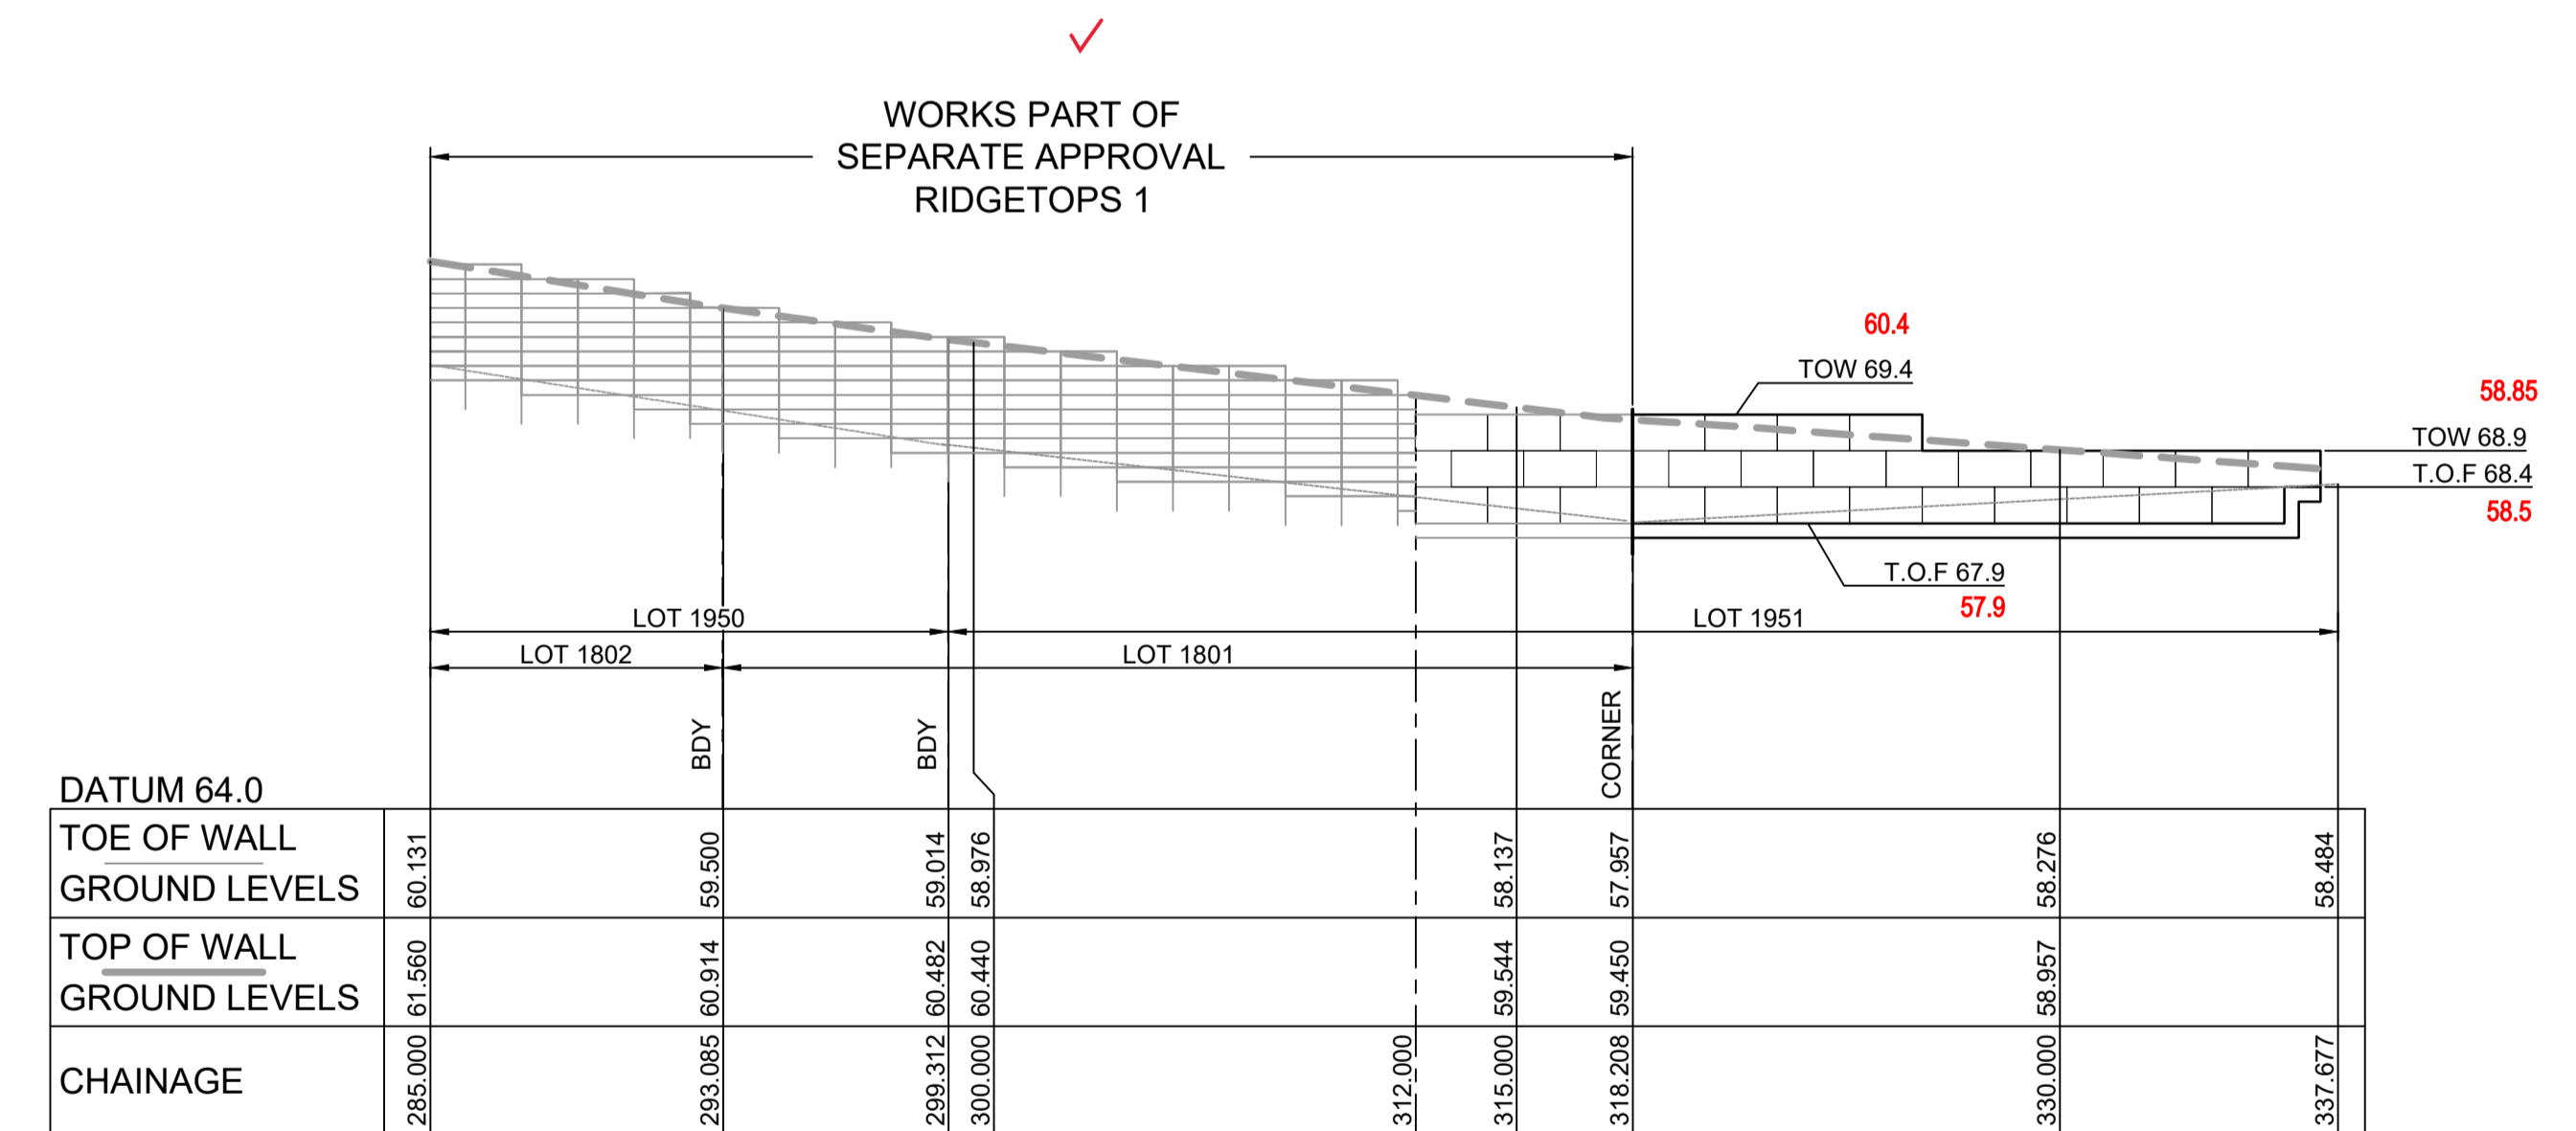 WORKS PART OF
SEPARATE APPROVAL
RIDGETOPS 1
60.4
TOW 69.4
58.85
TOW 68.9
T.O.F 68.4
58.5
T.O.F 67.9
57.9
LOT 1950
LOT 1951
LOT 1802
LOT 1801
BDY
BDY
CORNER
DATUM 64.0
TOE OF WALL
GROUND LEVELS
60.131
59.500
59.014
58.976
58.137
57.957
58.276
58.484
TOP OF WALL
GROUND LEVELS
61.560
60.914
60.482
60.440
59.544
59.450
58.957
CHAINAGE
285.000
293.085
299.312
300.000
312.000
315.000
318.208
330.000
337.677